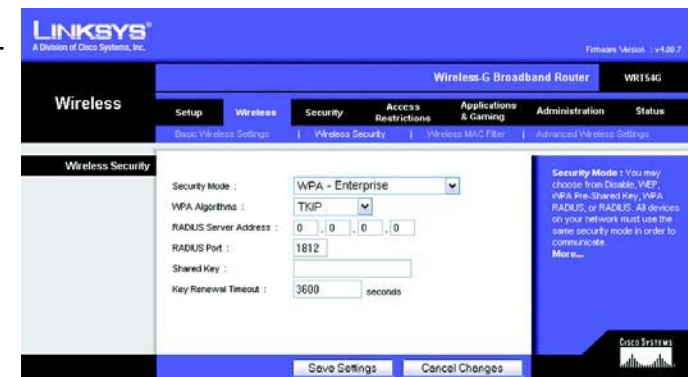 LINKSYS®
A Division of Cisco Systems, Inc.
Firmware Version : v4.00.7
Wireless-G Broadband Router WRT54G
Wireless
Setup Wireless Security Access Restrictions Applications & Gaming Administration Status
Basic Wireless Settings | Wireless Security | Wireless MAC Filter | Advanced Wireless Settings
Wireless Security
Security Mode : WPA - Enterprise
WPA Algorithms : TKIP
RADIUS Server Address : 0 . 0 . 0 . 0
RADIUS Port : 1812
Shared Key :
Key Renewal Timeout : 3600 seconds
Security Mode : You may
choose from Disable, WEP,
WPA Pre-Shared Key, WPA
RADIUS, or RADIUS. All devices
on your network must use the
same security mode in order to
communicate.
More...
CISCO SYSTEMS
Save Settings Cancel Changes